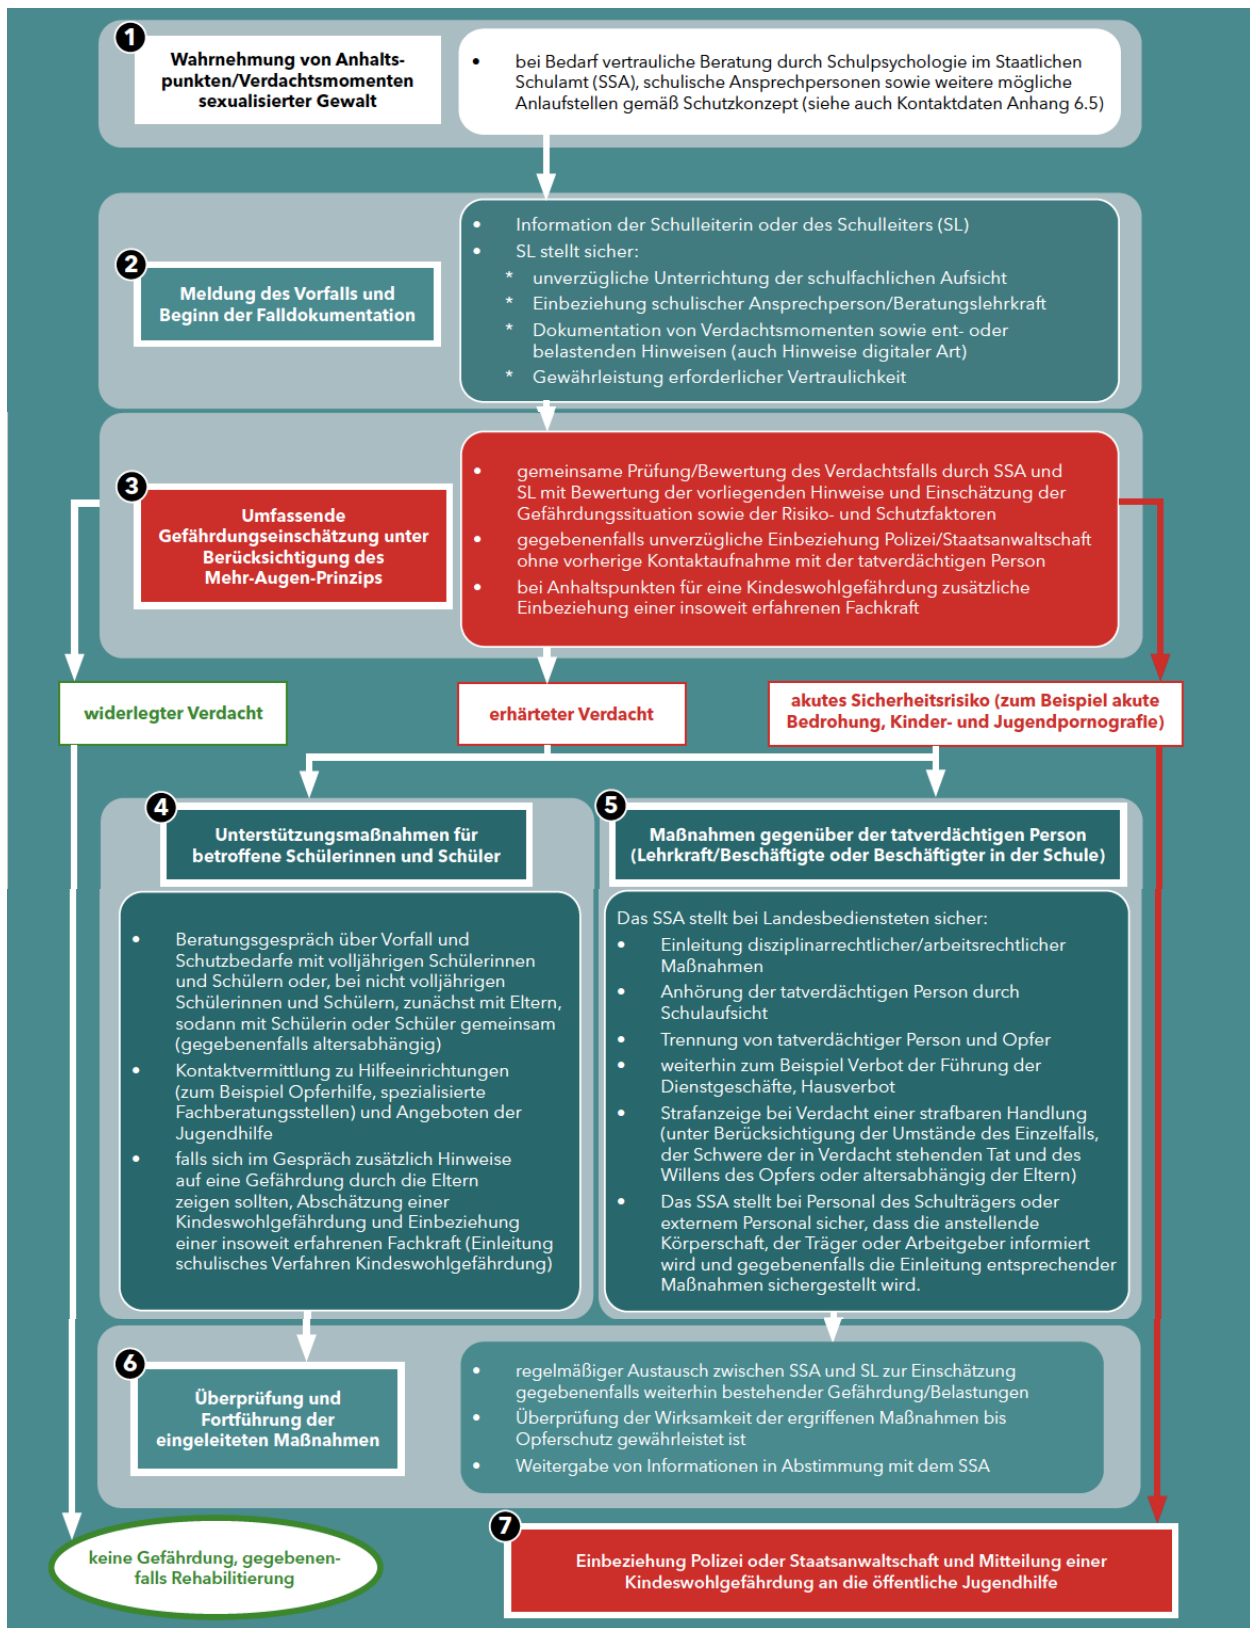 1
Wahrnehmung von Anhalts-
punkten/Verdachtsmomenten
sexualisierter Gewalt
• bei Bedarf vertrauliche Beratung durch Schulpsychologie im Staatlichen
Schulamt (SSA), schulische Ansprechpersonen sowie weitere mögliche
Anlaufstellen gemäß Schutzkonzept (siehe auch Kontaktdaten Anhang 6.5)
2
Meldung des Vorfalls und
Beginn der Falldokumentation
• Information der Schulleiterin oder des Schulleiters (SL)
• SL stellt sicher:
* unverzügliche Unterrichtung der schulfachlichen Aufsicht
* Einbeziehung schulischer Ansprechperson/Beratungslehrkraft
* Dokumentation von Verdachtsmomenten sowie ent- oder
belastenden Hinweisen (auch Hinweise digitaler Art)
* Gewährleistung erforderlicher Vertraulichkeit
3
Umfassende
Gefährdungseinschätzung unter
Berücksichtigung des
Mehr-Augen-Prinzips
• gemeinsame Prüfung/Bewertung des Verdachtsfalls durch SSA und
SL mit Bewertung der vorliegenden Hinweise und Einschätzung der
Gefährdungssituation sowie der Risiko- und Schutzfaktoren
• gegebenenfalls unverzügliche Einbeziehung Polizei/Staatsanwaltschaft
ohne vorherige Kontaktaufnahme mit der tatverdächtigen Person
• bei Anhaltspunkten für eine Kindeswohlgefährdung zusätzliche
Einbeziehung einer insoweit erfahrenen Fachkraft
widerlegter Verdacht
erhärteter Verdacht
akutes Sicherheitsrisiko (zum Beispiel akute
Bedrohung, Kinder- und Jugendpornografie)
4
Unterstützungsmaßnahmen für
betroffene Schülerinnen und Schüler
• Beratungsgespräch über Vorfall und
Schutzbedarfe mit volljährigen Schülerinnen
und Schülern oder, bei nicht volljährigen
Schülerinnen und Schülern, zunächst mit Eltern,
sodann mit Schülerin oder Schüler gemeinsam
(gegebenenfalls altersabhängig)
• Kontaktvermittlung zu Hilfeeinrichtungen
(zum Beispiel Opferhilfe, spezialisierte
Fachberatungsstellen) und Angeboten der
Jugendhilfe
• falls sich im Gespräch zusätzlich Hinweise
auf eine Gefährdung durch die Eltern
zeigen sollten, Abschätzung einer
Kindeswohlgefährdung und Einbeziehung
einer insoweit erfahrenen Fachkraft (Einleitung
schulisches Verfahren Kindeswohlgefährdung)
5
Maßnahmen gegenüber der tatverdächtigen Person
(Lehrkraft/Beschäftigte oder Beschäftigter in der Schule)
Das SSA stellt bei Landesbediensteten sicher:
• Einleitung disziplinarrechtlicher/arbeitsrechtlicher
Maßnahmen
• Anhörung der tatverdächtigen Person durch
Schulaufsicht
• Trennung von tatverdächtiger Person und Opfer
• weiterhin zum Beispiel Verbot der Führung der
Dienstgeschäfte, Hausverbot
• Strafanzeige bei Verdacht einer strafbaren Handlung
(unter Berücksichtigung der Umstände des Einzelfalls,
der Schwere der in Verdacht stehenden Tat und des
Willens des Opfers oder altersabhängig der Eltern)
• Das SSA stellt bei Personal des Schulträgers oder
externem Personal sicher, dass die anstellende
Körperschaft, der Träger oder Arbeitgeber informiert
wird und gegebenenfalls die Einleitung entsprechender
Maßnahmen sichergestellt wird.
6
Überprüfung und
Fortführung der
eingeleiteten Maßnahmen
• regelmäßiger Austausch zwischen SSA und SL zur Einschätzung
gegebenenfalls weiterhin bestehender Gefährdung/Belastungen
• Überprüfung der Wirksamkeit der ergriffenen Maßnahmen bis
Opferschutz gewährleistet ist
• Weitergabe von Informationen in Abstimmung mit dem SSA
keine Gefährdung, gegebenen-
falls Rehabilitierung
7
Einbeziehung Polizei oder Staatsanwaltschaft und Mitteilung einer
Kindeswohlgefährdung an die öffentliche Jugendhilfe